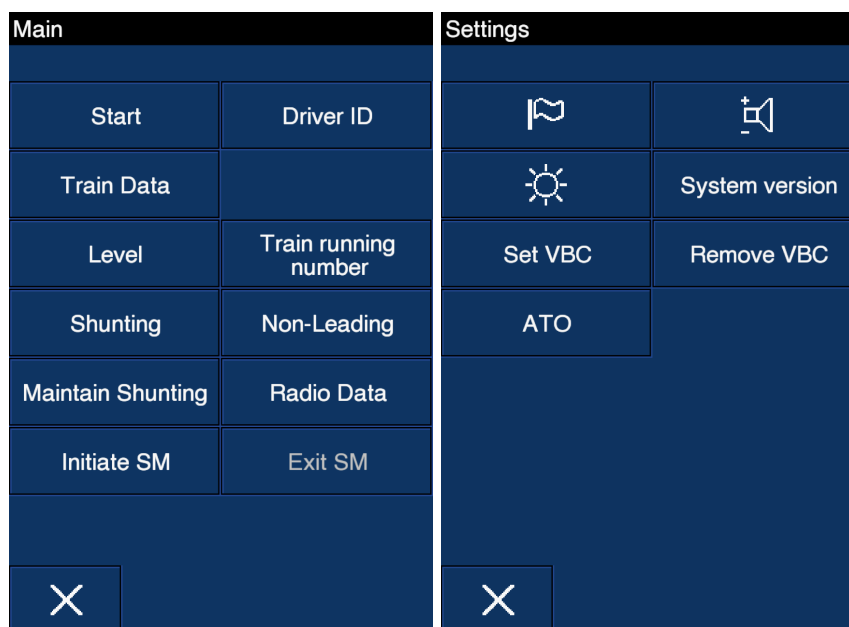 Main
Start
Driver ID
Train Data
Level
Train running
number
Shunting
Non-Leading
Maintain Shunting
Radio Data
Initiate SM
Exit SM
Settings
System version
Set VBC
Remove VBC
ATO